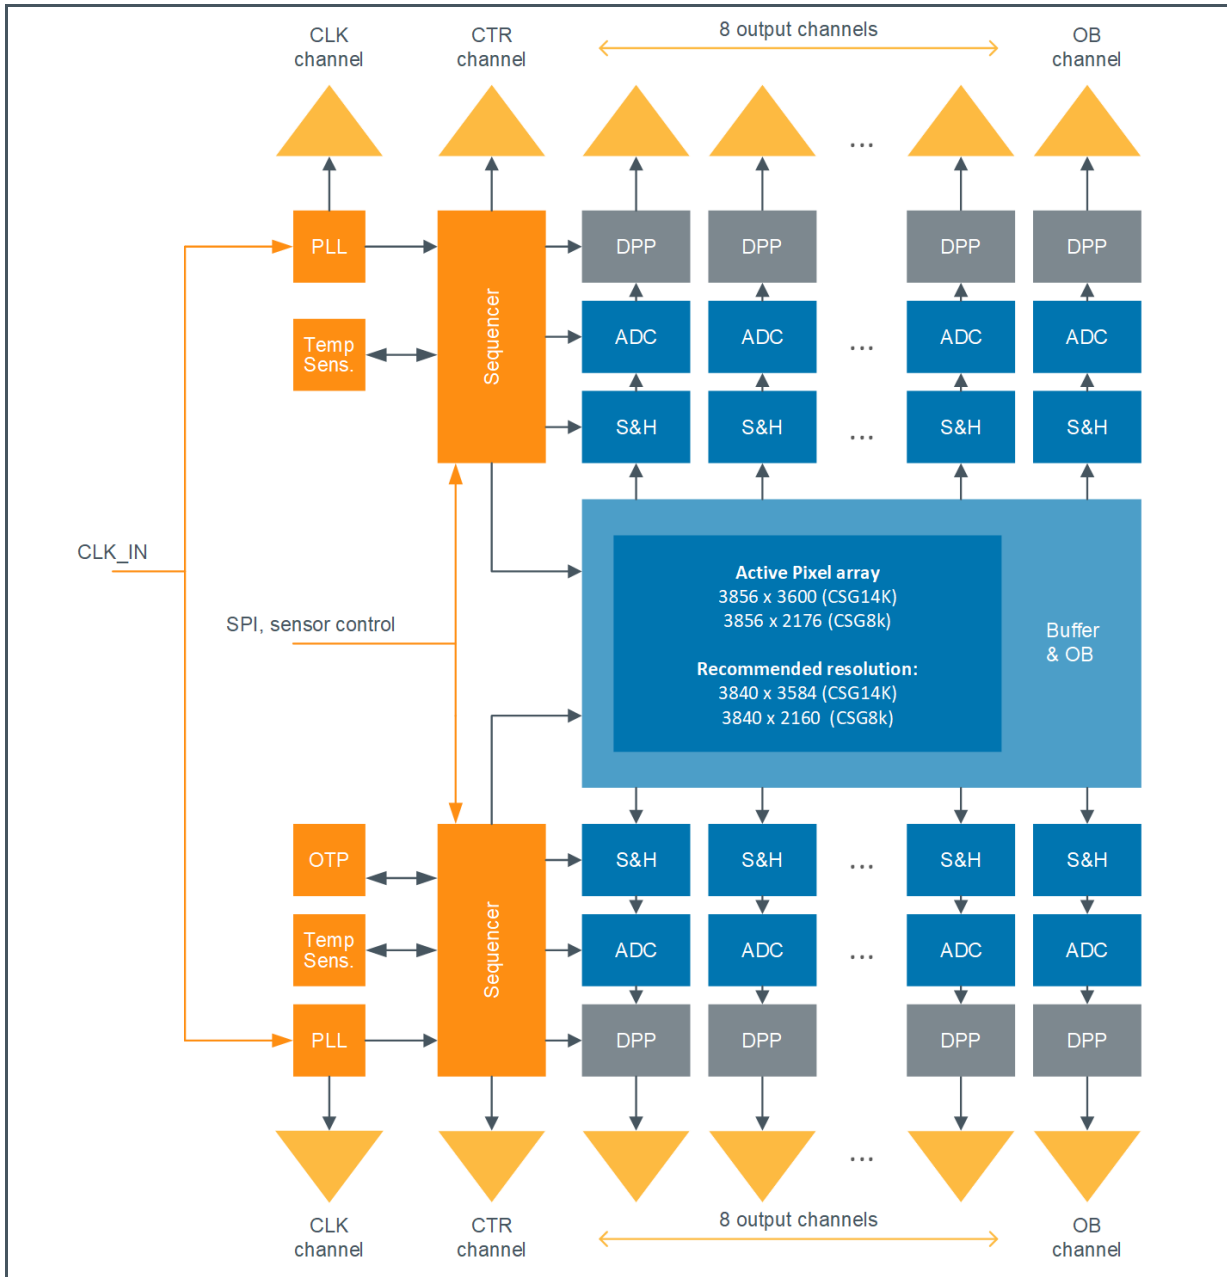 CLK
channel
CTR
channel
8 output channels
OB
channel
...
PLL
Sequencer
DPP
DPP
DPP
DPP
Temp
Sens.
ADC
ADC
...
ADC
ADC
S&H
S&H
...
S&H
S&H
CLK_IN
SPI, sensor control
Active Pixel array
3856 x 3600 (CSG14K)
3856 x 2176 (CSG8k)
Recommended resolution:
3840 x 3584 (CSG14K)
3840 x 2160 (CSG8k)
Buffer
& OB
OTP
Sequencer
S&H
S&H
...
S&H
S&H
Temp
Sens.
ADC
ADC
...
ADC
ADC
PLL
DPP
DPP
DPP
DPP
...
CLK
channel
CTR
channel
8 output channels
OB
channel